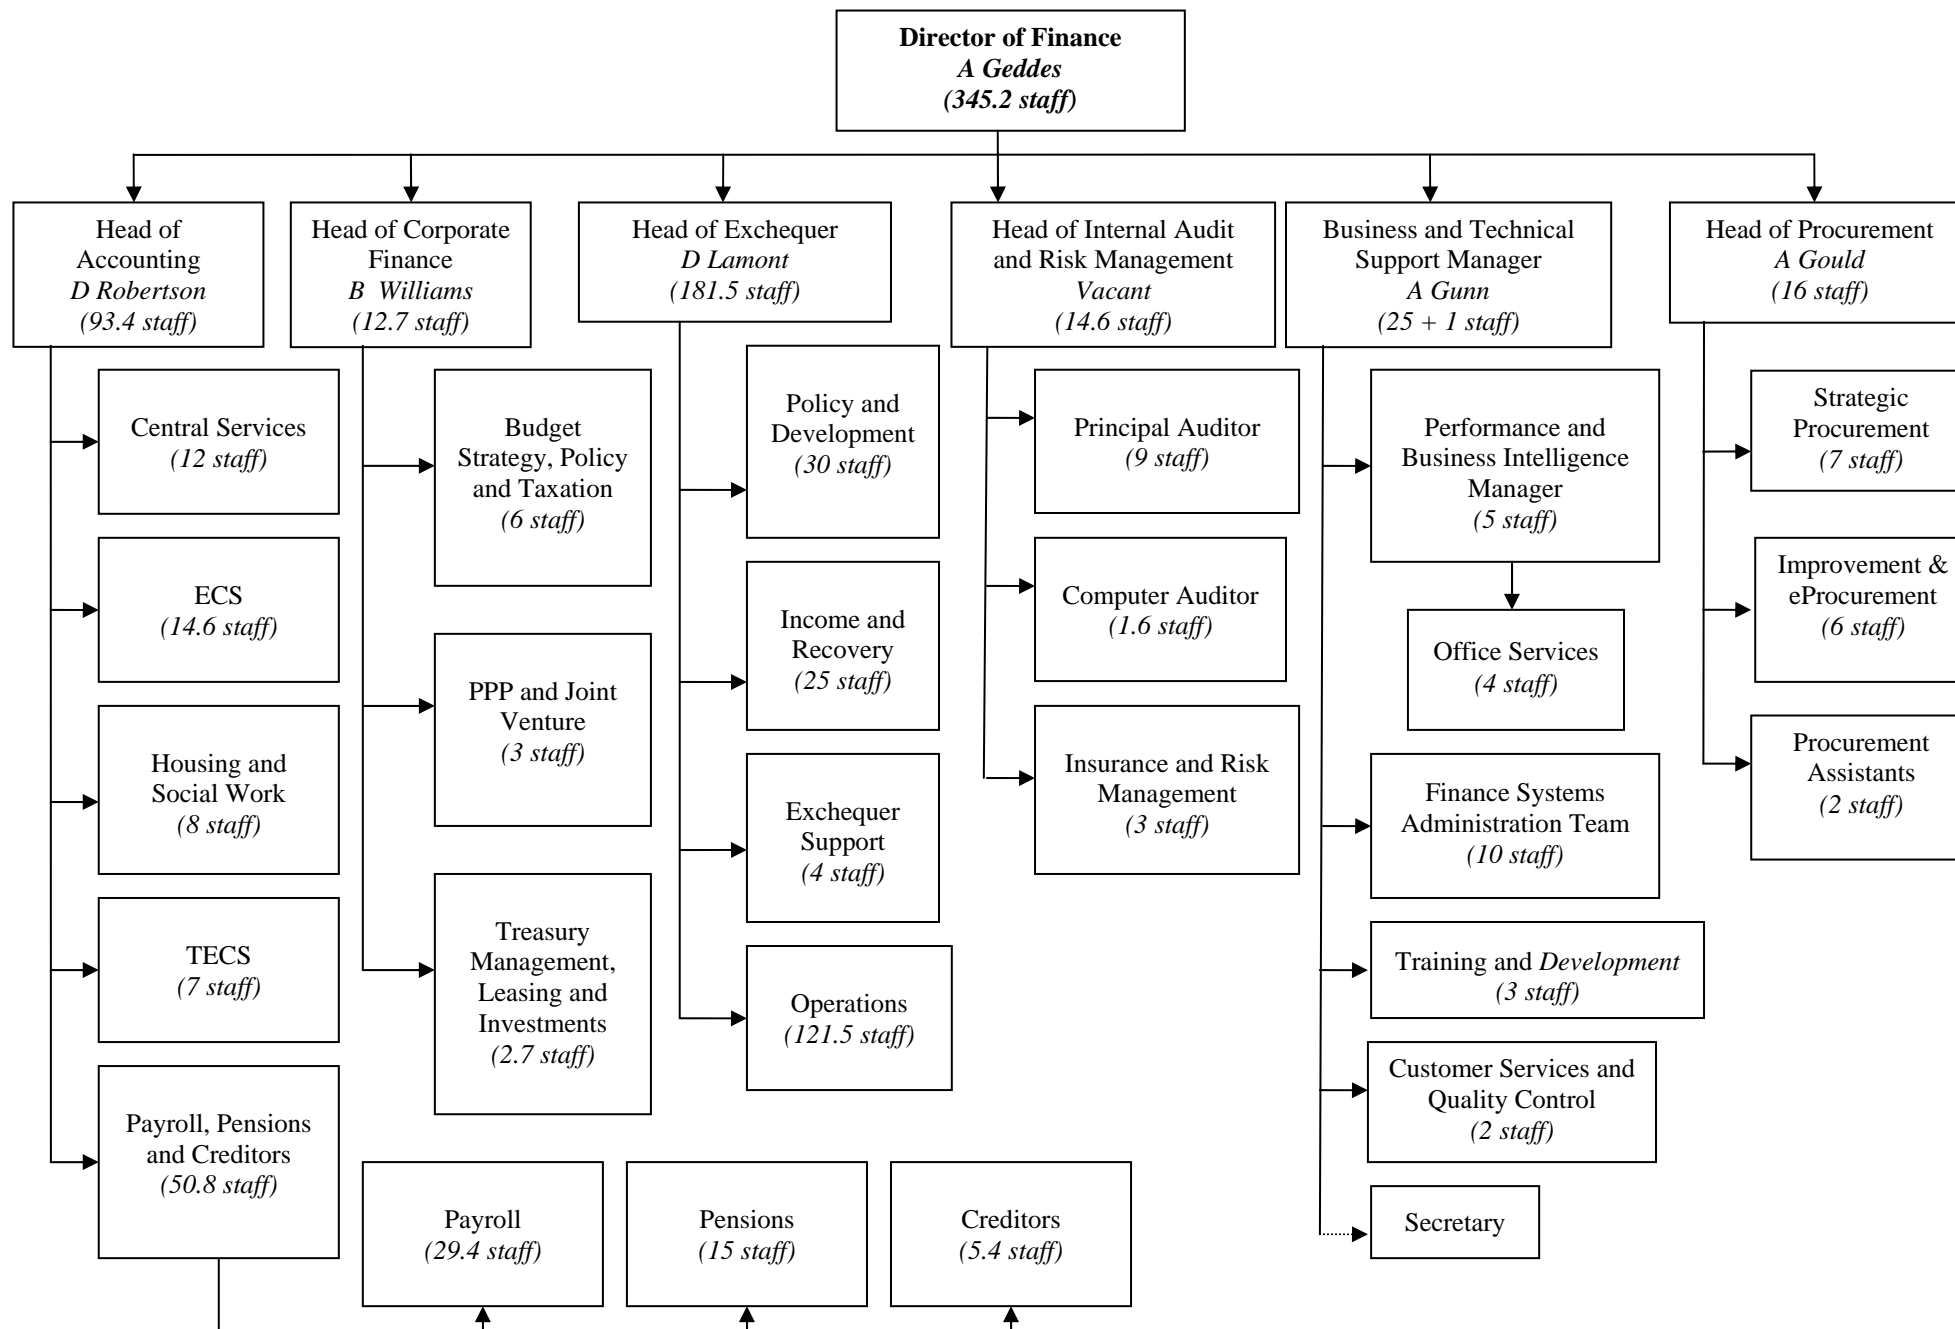 Director of Finance
A Geddes
(345.2 staff)
Head of
Accounting
D Robertson
(93.4 staff)
Head of Corporate
Finance
B Williams
(12.7 staff)
Head of Exchequer
D Lamont
(181.5 staff)
Head of Internal Audit
and Risk Management
Vacant
(14.6 staff)
Business and Technical
Support Manager
A Gunn
(25 + 1 staff)
Head of Procurement
A Gould
(16 staff)
Central Services
(12 staff)
ECS
(14.6 staff)
Housing and
Social Work
(8 staff)
TECS
(7 staff)
Payroll, Pensions
and Creditors
(50.8 staff)
Budget
Strategy, Policy
and Taxation
(6 staff)
PPP and Joint
Venture
(3 staff)
Treasury
Management,
Leasing and
Investments
(2.7 staff)
Policy and
Development
(30 staff)
Income and
Recovery
(25 staff)
Exchequer
Support
(4 staff)
Operations
(121.5 staff)
Principal Auditor
(9 staff)
Computer Auditor
(1.6 staff)
Insurance and Risk
Management
(3 staff)
Performance and
Business Intelligence
Manager
(5 staff)
Office Services
(4 staff)
Finance Systems
Administration Team
(10 staff)
Training and Development
(3 staff)
Customer Services and
Quality Control
(2 staff)
Secretary
Strategic
Procurement
(7 staff)
Improvement &
eProcurement
(6 staff)
Procurement
Assistants
(2 staff)
Payroll
(29.4 staff)
Pensions
(15 staff)
Creditors
(5.4 staff)